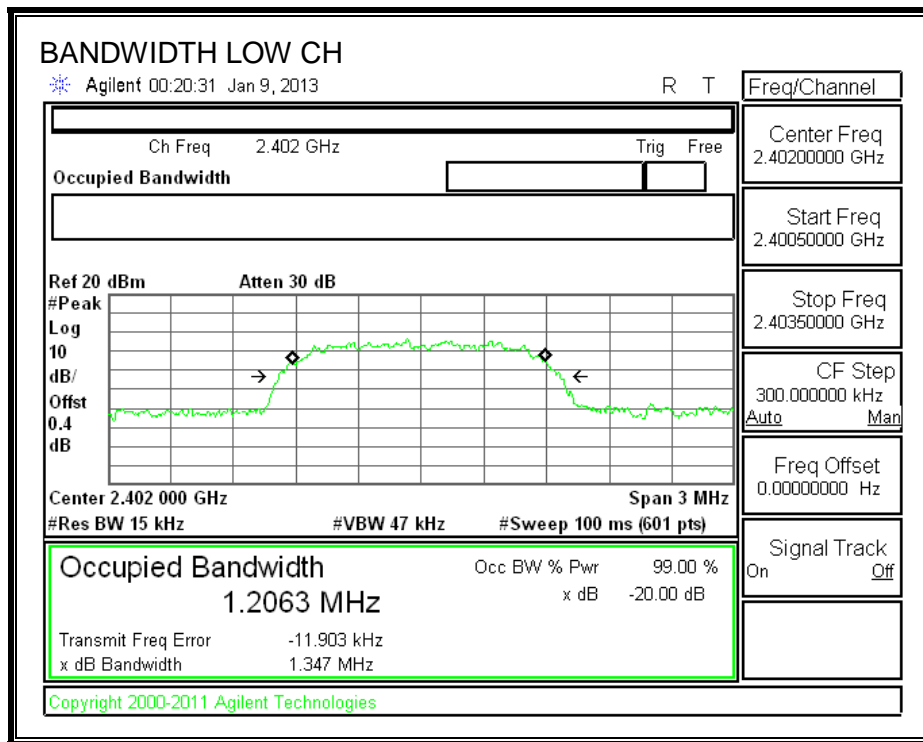 BANDWIDTH LOW CH
Agilent 00:20:31 Jan 9, 2013 R T
Ch Freq 2.402 GHz Trig Free
Occupied Bandwidth
Ref 20 dBm Atten 30 dB
#Peak
Log
10
dB/
Offst
0.4
dB
Center 2.402 000 GHz Span 3 MHz
#Res BW 15 kHz #VBW 47 kHz #Sweep 100 ms (601 pts)
Occupied Bandwidth Occ BW % Pwr 99.00 %
1.2063 MHz x dB -20.00 dB
Transmit Freq Error -11.903 kHz
x dB Bandwidth 1.347 MHz
Copyright 2000-2011 Agilent Technologies
Freq/Channel
Center Freq
2.40200000 GHz
Start Freq
2.40050000 GHz
Stop Freq
2.40350000 GHz
CF Step
300.000000 kHz
Auto Man
Freq Offset
0.00000000 Hz
Signal Track
On Off